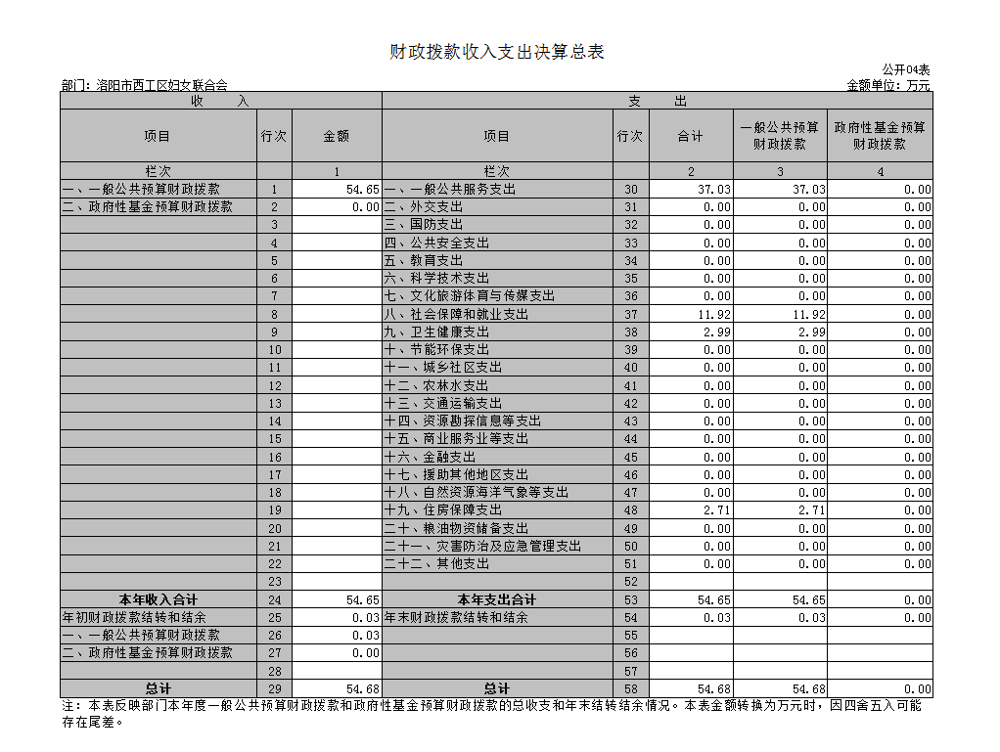 财政拨款收入支出决算总表
公开04表
部门：洛阳市西工区妇女联合会 金额单位：万元
收 入 支 出
项目 行次 金额 项目 行次 合计 一般公共预算财政拨款 政府性基金预算财政拨款
栏次 1 栏次 2 3 4
一、一般公共预算财政拨款 1 54.65 一、一般公共服务支出 30 37.03 37.03 0.00
二、政府性基金预算财政拨款 2 0.00 二、外交支出 31 0.00 0.00 0.00
3 三、国防支出 32 0.00 0.00 0.00
4 四、公共安全支出 33 0.00 0.00 0.00
5 五、教育支出 34 0.00 0.00 0.00
6 六、科学技术支出 35 0.00 0.00 0.00
7 七、文化旅游体育与传媒支出 36 0.00 0.00 0.00
8 八、社会保障和就业支出 37 11.92 11.92 0.00
9 九、卫生健康支出 38 2.99 2.99 0.00
10 十、节能环保支出 39 0.00 0.00 0.00
11 十一、城乡社区支出 40 0.00 0.00 0.00
12 十二、农林水支出 41 0.00 0.00 0.00
13 十三、交通运输支出 42 0.00 0.00 0.00
14 十四、资源勘探信息等支出 43 0.00 0.00 0.00
15 十五、商业服务业等支出 44 0.00 0.00 0.00
16 十六、金融支出 45 0.00 0.00 0.00
17 十七、援助其他地区支出 46 0.00 0.00 0.00
18 十八、自然资源海洋气象等支出 47 0.00 0.00 0.00
19 十九、住房保障支出 48 2.71 2.71 0.00
20 二十、粮油物资储备支出 49 0.00 0.00 0.00
21 二十一、灾害防治及应急管理支出 50 0.00 0.00 0.00
22 二十二、其他支出 51 0.00 0.00 0.00
23 52
本年收入合计 24 54.65 本年支出合计 53 54.65 54.65 0.00
年初财政拨款结转和结余 25 0.03 年末财政拨款结转和结余 54 0.03 0.03 0.00
一、一般公共预算财政拨款 26 0.03 55
二、政府性基金预算财政拨款 27 0.00 56
28 57
总计 29 54.68 总计 58 54.68 54.68 0.00
注：本表反映部门本年度一般公共预算财政拨款和政府性基金预算财政拨款的总收支和年末结转结余情况。本表金额转换为万元时，因四舍五入可能
存在尾差。